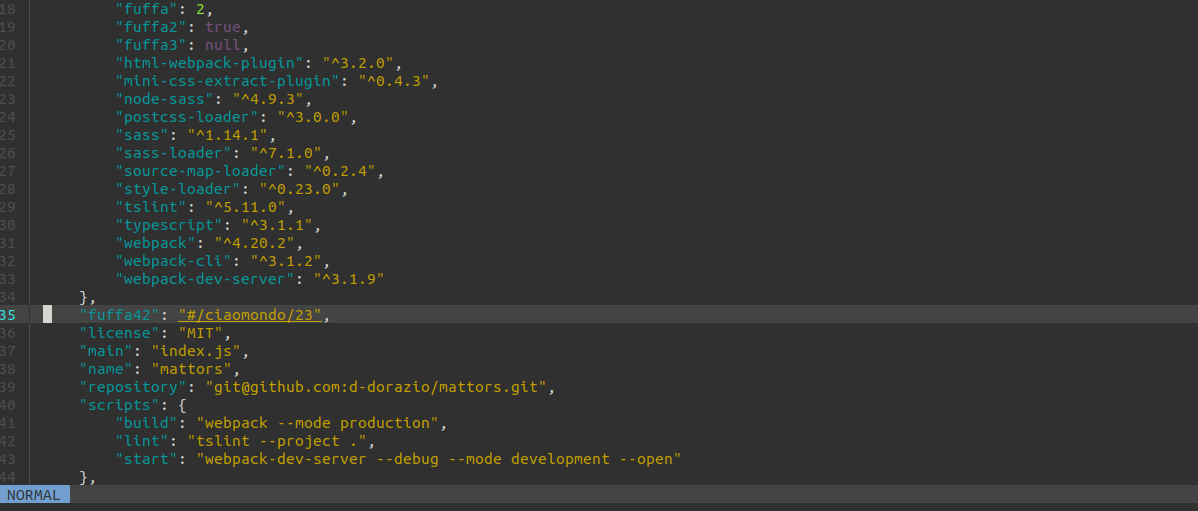 18 "fuffa": 2,
19 "fuffa2": true,
20 "fuffa3": null,
21 "html-webpack-plugin": "^3.2.0",
22 "mini-css-extract-plugin": "^0.4.3",
23 "node-sass": "^4.9.3",
24 "postcss-loader": "^3.0.0",
25 "sass": "^1.14.1",
26 "sass-loader": "^7.1.0",
27 "source-map-loader": "^0.2.4",
28 "style-loader": "^0.23.0",
29 "tslint": "^5.11.0",
30 "typescript": "^3.1.1",
31 "webpack": "^4.20.2",
32 "webpack-cli": "^3.1.2",
33 "webpack-dev-server": "^3.1.9"
34 },
35 "fuffa42": "#/ciaomondo/23",
36 "license": "MIT",
37 "main": "index.js",
38 "name": "mattors",
39 "repository": "git@github.com:d-dorazio/mattors.git",
40 "scripts": {
41 "build": "webpack --mode production",
42 "lint": "tslint --project .",
43 "start": "webpack-dev-server --debug --mode development --open"
44 },
NORMAL